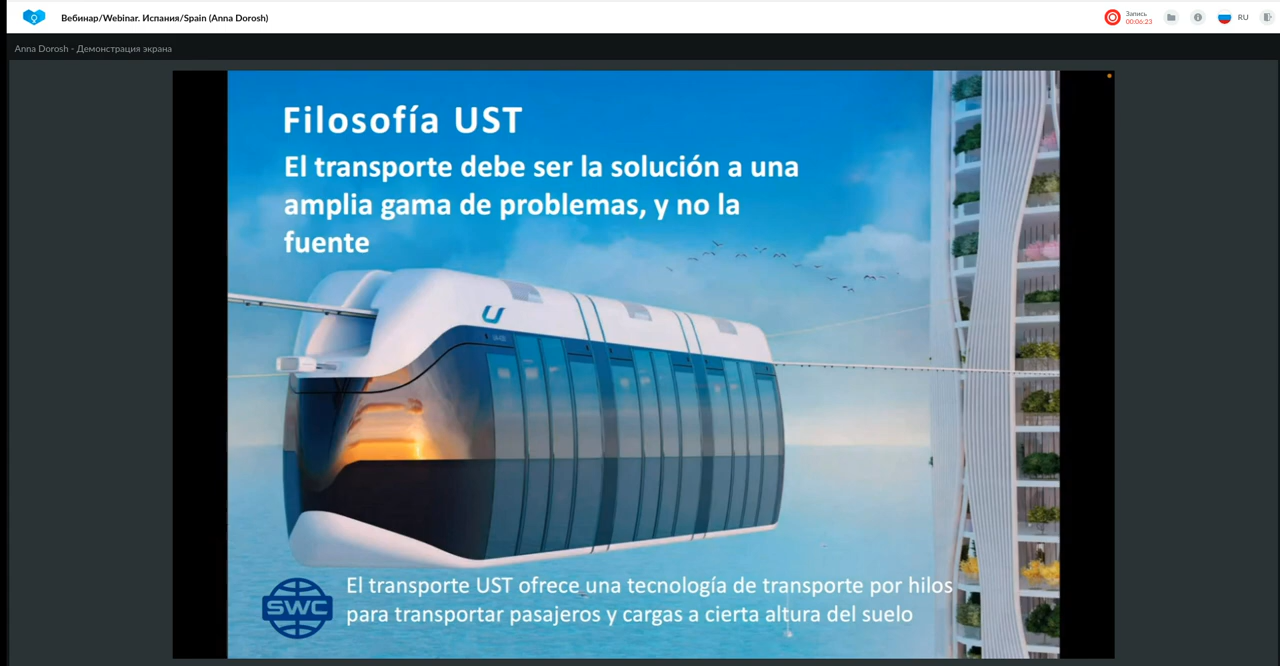 Вебинар/Webinar. Испания/Spain (Anna Dorosh)
Запись
00:06:23
RU
Anna Dorosh - Демонстрация экрана
Filosofía UST
El transporte debe ser la solución a una
amplia gama de problemas, y no la
fuente
U
SWC
El transporte UST ofrece una tecnología de transporte por hilos
para transportar pasajeros y cargas a cierta altura del suelo